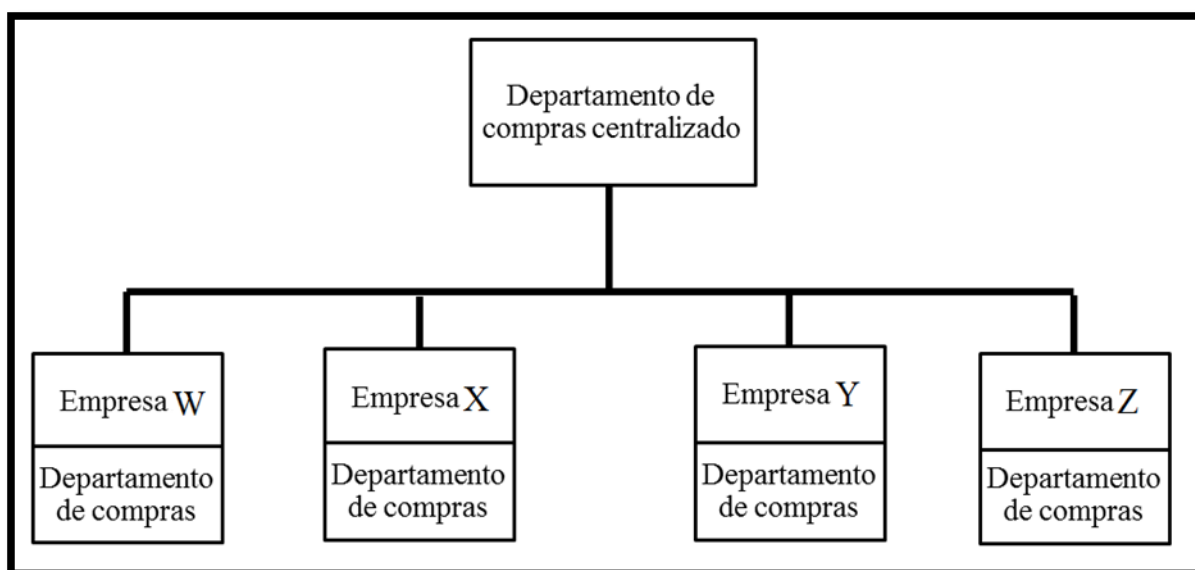 Departamento de
compras centralizado
Empresa W
Departamento
de compras
Empresa X
Departamento
de compras
Empresa Y
Departamento
de compras
Empresa Z
Departamento
de compras